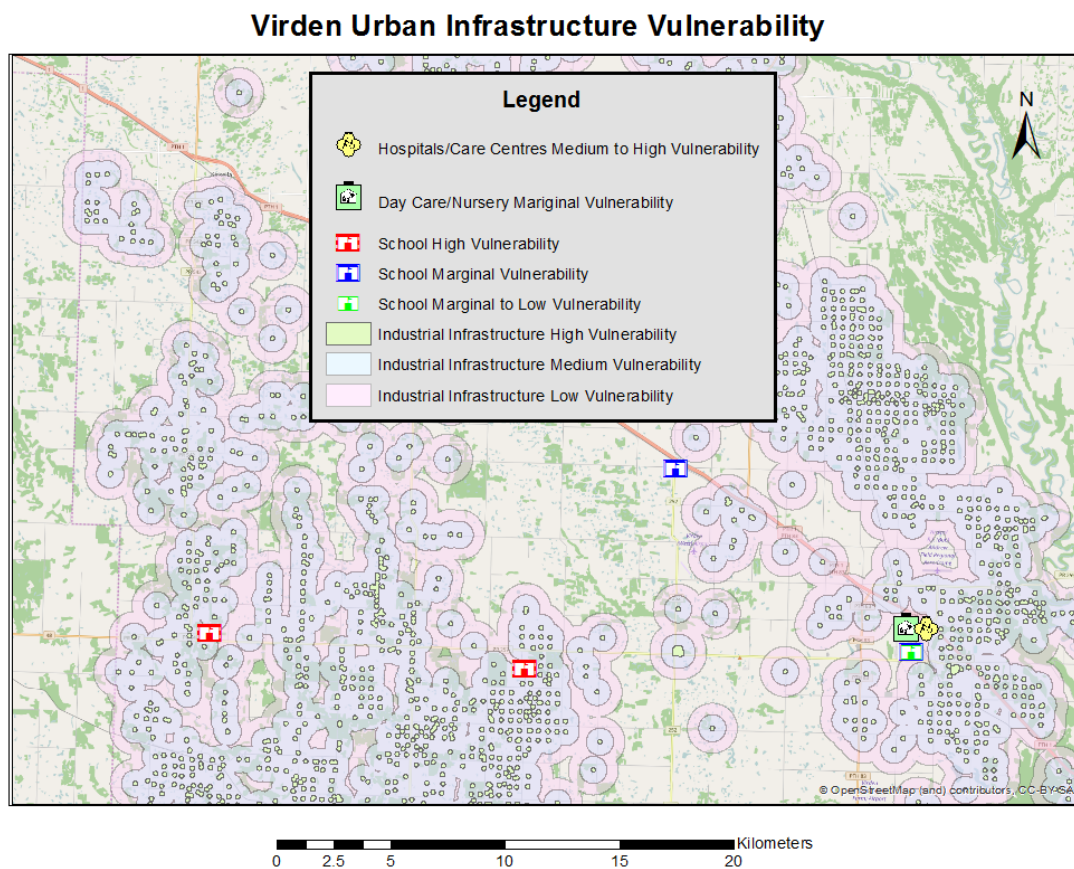 Virden Urban Infrastructure Vulnerability
Legend
Hospitals/Care Centres Medium to High Vulnerability
Day Care/Nursery Mariginal Vulnerability
School High Vulnerability
School Marginal Vulnerability
School Marginal to Low Vulnerability
Industrial Infrastructure High Vulnerability
Industrial Infrastructure Medium Vulnerability
Industrial Infrastructure Low Vulnerability
N
PTH 1
© OpenStreetMap (and) contributors, CC-BY-SA
Kilometers
0 2.5 5 10 15 20